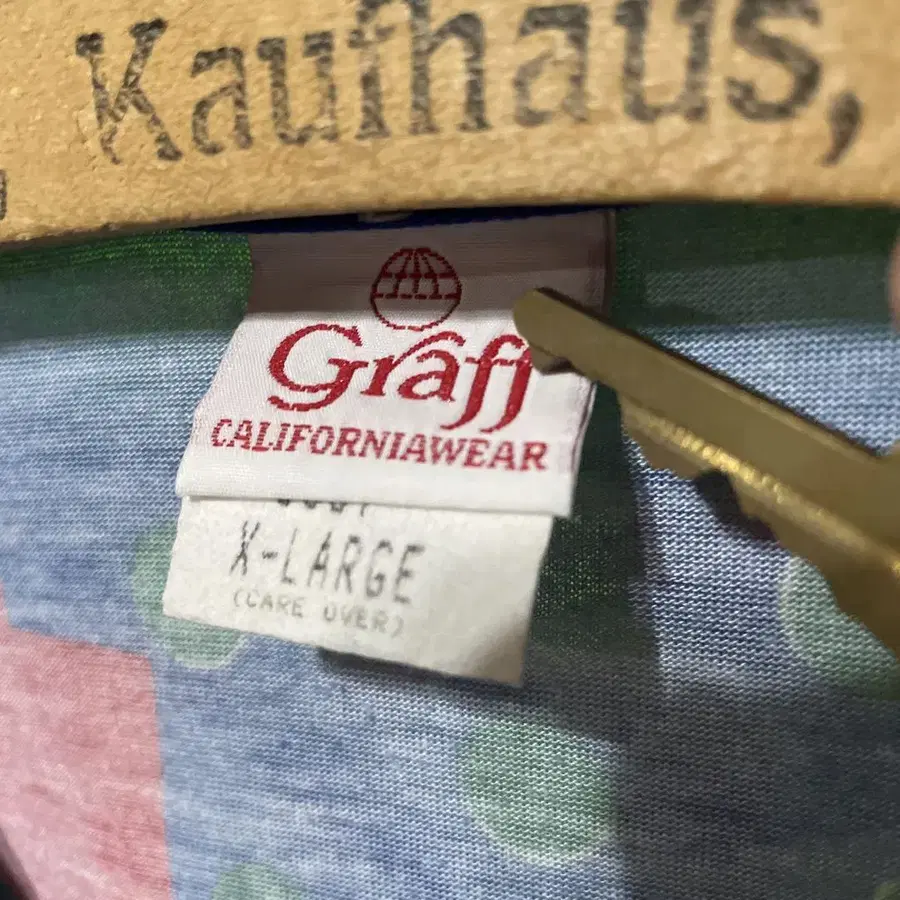 Kaufhaus,
Graff
CALIFORNIAWEAR
X-LARGE
(CARE OVER)